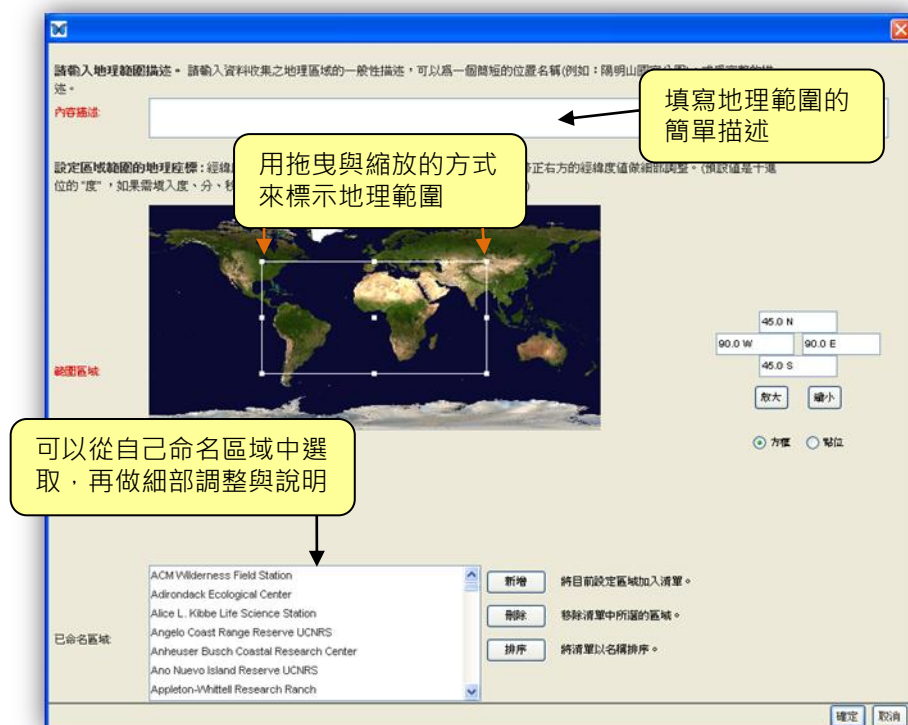 請輸入地理範圍描述。 請輸入資料收集之地理區域的一般性描述,可以為一個簡短的位置名稱(例如:陽明山國家公園)
述。
內容描述:
填寫地理範圍的
簡單描述
設定區域範圍的地理座標:經緯
正右方的經緯度值做細部調整。(預設值是十進
位的 "度" ,如果需填入度、分、秒
用拖曳與縮放的方式
來標示地理範圍
範圍區域:
45.0 N
90.0 W
90.0 E
45.0 S
放大
縮小
方框
點位
可以從自己命名區域中選
取,再做細部調整與說明
已命名區域:
ACM Wilderness Field Station
Adirondack Ecological Center
Alice L. Kibbe Life Science Station
Angelo Coast Range Reserve UCNRS
Anheuser Busch Coastal Research Center
Ano Nuevo Island Reserve UCNRS
Appleton-Whittell Research Ranch
新增
將目前設定區域加入清單。
刪除
移除清單中所選的區域。
排序
將清單以名稱排序。
確定
取消